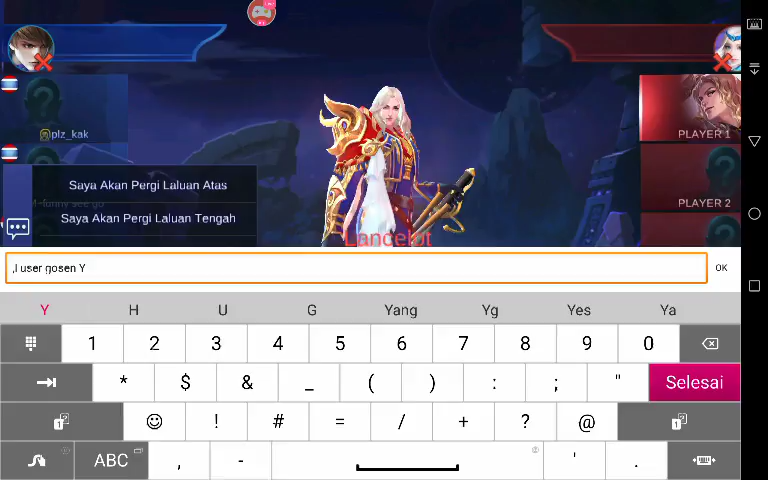 plz_kak
PLAYER 1
PLAYER 2
Saya Akan Pergi Laluan Atas
Saya Akan Pergi Laluan Tengah
Lancelot
,I user gosen Y
OK
Y H U G Yang Yg Yes Ya
1 2 3 4 5 6 7 8 9 0
* $ & _ ( ) : ; " Selesai
! # = / + ? @
ABC , - ' .